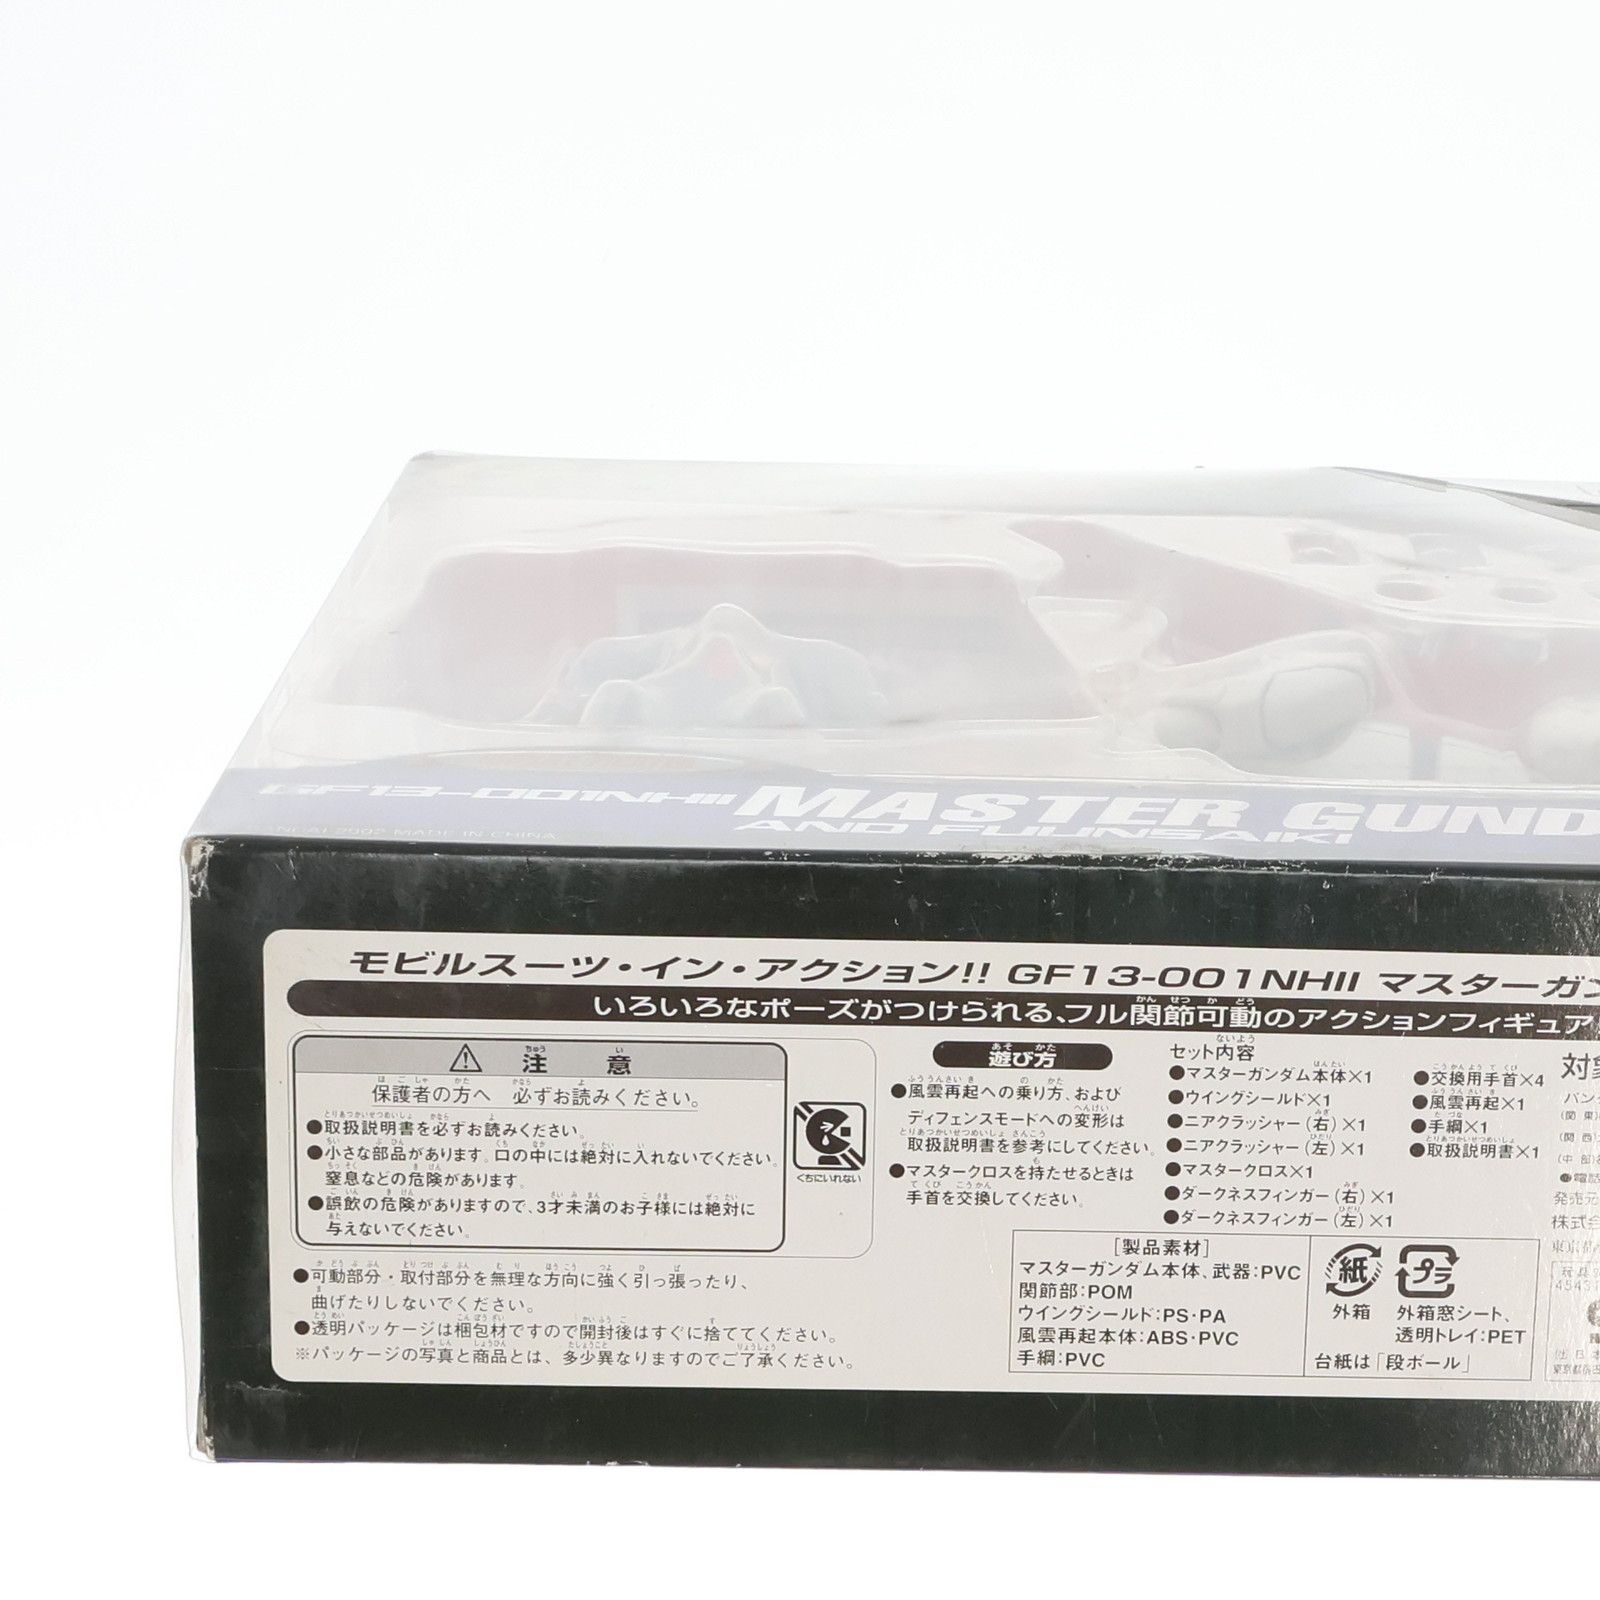 GF13-001NHII MASTER GUND
AND FUUNSAIKI
2002 MADE IN CHINA
モビルスーツ・イン・アクション!! GF13-001NHII マスターガン
いろいろなポーズがつけられる、フル関節可動のアクションフィギュア
注意
保護者の方へ 必ずお読みください。
●取扱説明書を必ずお読みください。
●小さな部品があります。口の中には絶対に入れないでください。
窒息などの危険があります。
●誤飲の危険がありますので、3才未満のお子様には絶対に
与えないでください。
くちにいれない
●可動部分・取付部分を無理な方向に強く引っ張ったり、
曲げたりしないでください。
●透明パッケージは梱包材ですので開封後はすぐに捨ててください。
※パッケージの写真と商品とは、多少異なりますのでご了承ください。
遊び方
●風雲再起への乗り方、および
ディフェンスモードへの変形は
取扱説明書を参考にしてください。
●マスタークロスを持たせるときは
手首を交換してください。
セット内容
●マスターガンダム本体×1
●ウイングシールド×1
●ニアクラッシャー(右)×1
●ニアクラッシャー(左)×1
●マスタークロス×1
●ダークネスフィンガー(右)×1
●ダークネスフィンガー(左)×1
●交換用手首×4
●風雲再起×1
●手綱×1
●取扱説明書×1
[製品素材]
マスターガンダム本体、武器:PVC
関節部:POM
ウイングシールド:PS・PA
風雲再起本体:ABS・PVC
手綱:PVC
紙
外箱
プラ
外箱窓シート、
透明トレイ:PET
台紙は「段ボール」
対象
バンダ
●電話
発売元
株式会